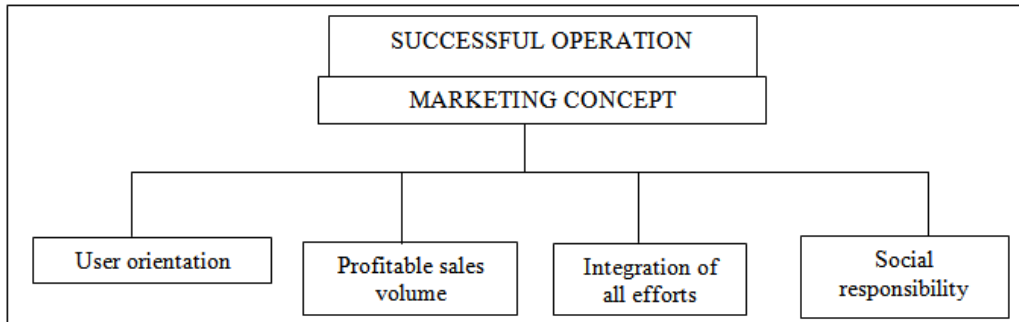 SUCCESSFUL OPERATION
MARKETING CONCEPT
User orientation
Profitable sales
volume
Integration of
all efforts
Social
responsibility